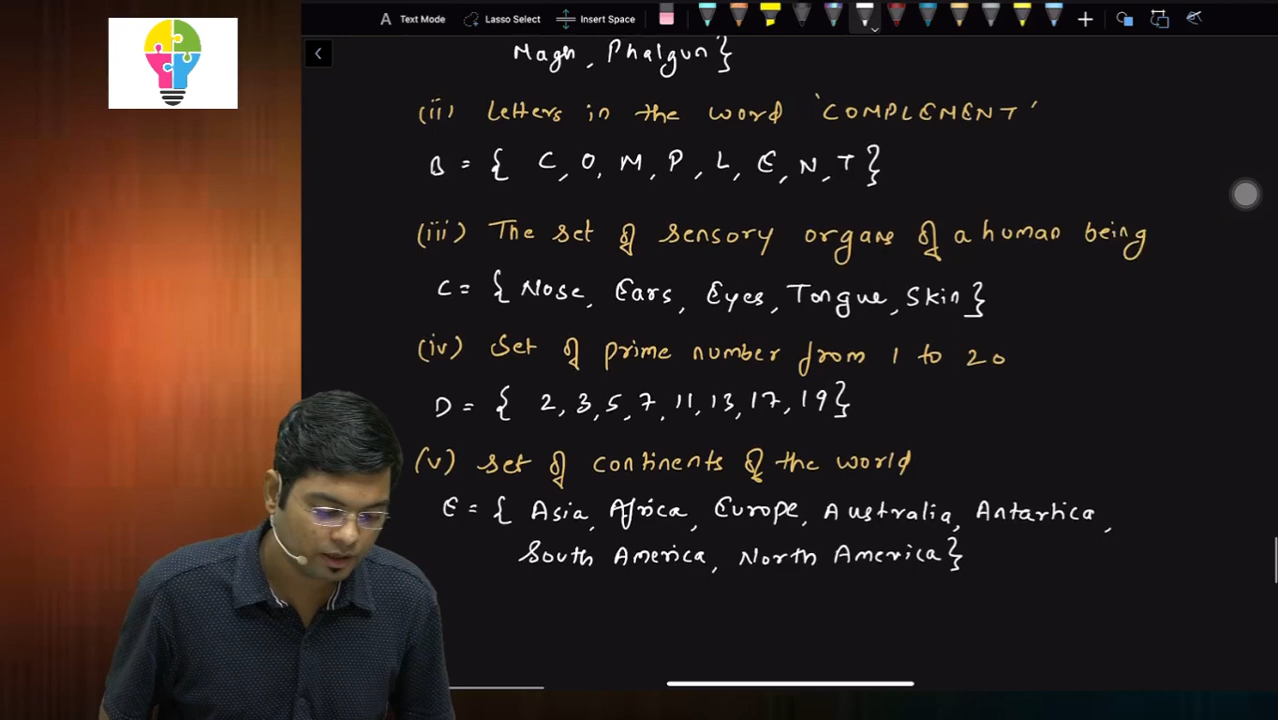 Text Mode Lasso Select Insert Space
Magh, Phalgun}
(ii) Letters in the word 'COMPLEMENT'
B = { C, O, M, P, L, E, N, T}
(iii) The set of sensory organs of a human being
C = { Nose, Ears, Eyes, Tongue, Skin}
(iv) Set of prime number from 1 to 20
D = { 2, 3, 5, 7, 11, 13, 17, 19}
(v) Set of continents of the world
E = { Asia, Africa, Europe, Australia, Antartica,
South America, North America}